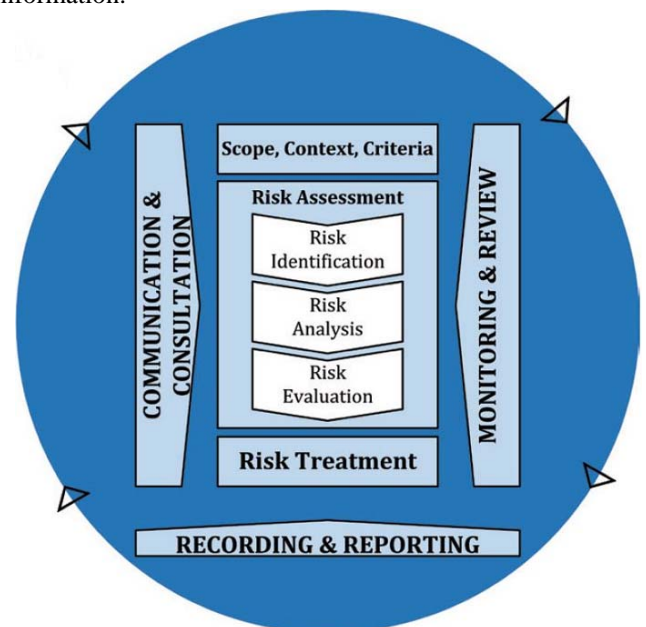 information.
Scope, Context, Criteria
Risk Assessment
Risk
Identification
Risk
Analysis
Risk
Evaluation
Risk Treatment
COMMUNICATION &
CONSULTATION
MONITORING & REVIEW
RECORDING & REPORTING